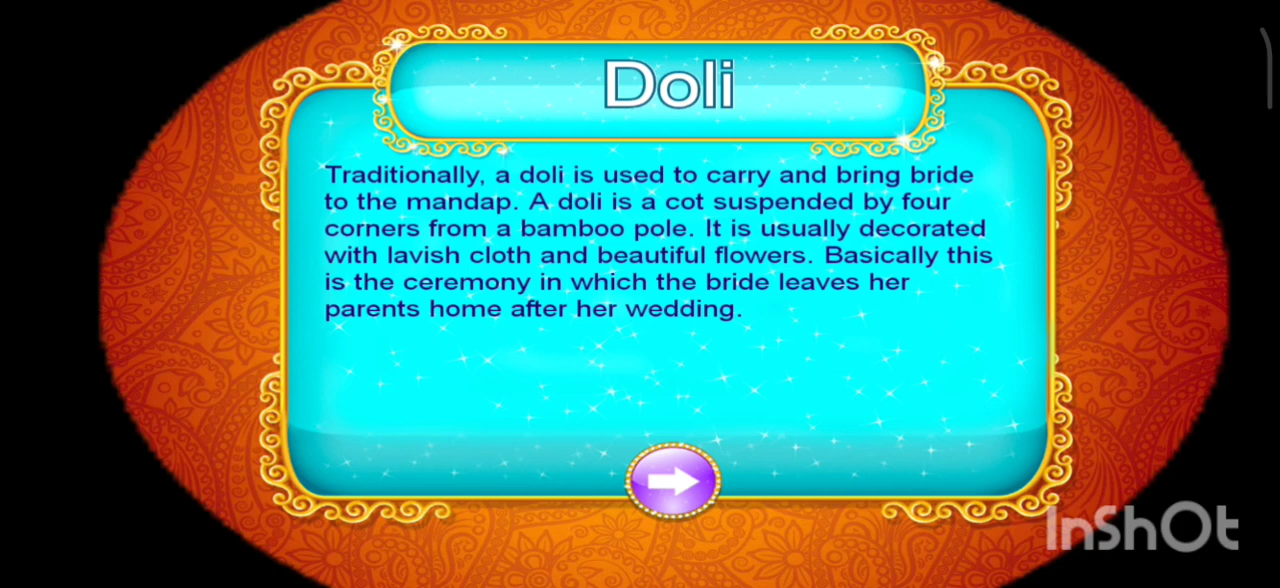 Doli
Traditionally, a doli is used to carry and bring bride
to the mandap. A doli is a cot suspended by four
corners from a bamboo pole. It is usually decorated
with lavish cloth and beautiful flowers. Basically this
is the ceremony in which the bride leaves her
parents home after her wedding.
InShOt